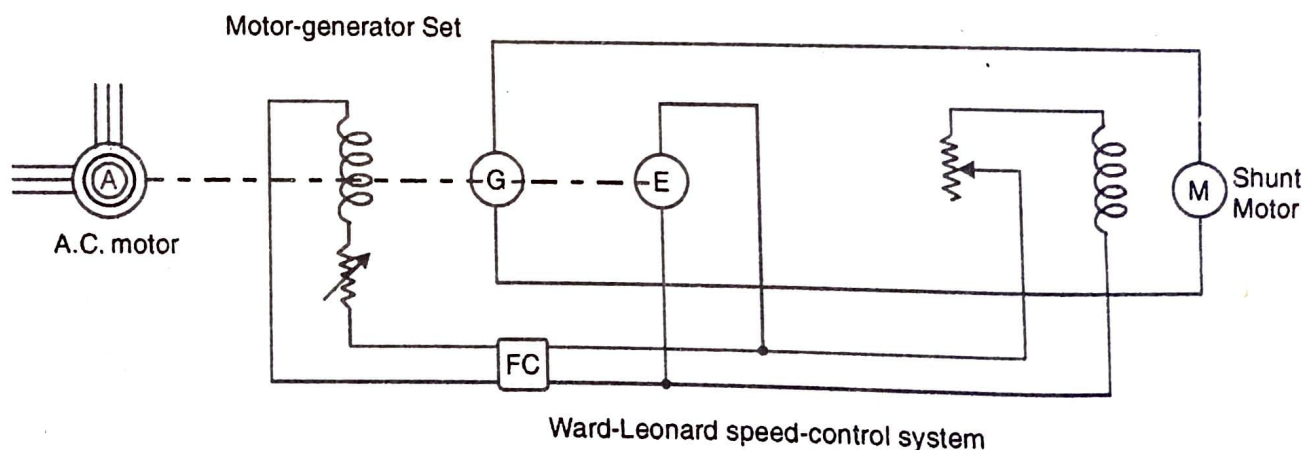 Motor-generator Set
A
A.C. motor
G
E
M
Shunt
Motor
FC
Ward-Leonard speed-control system